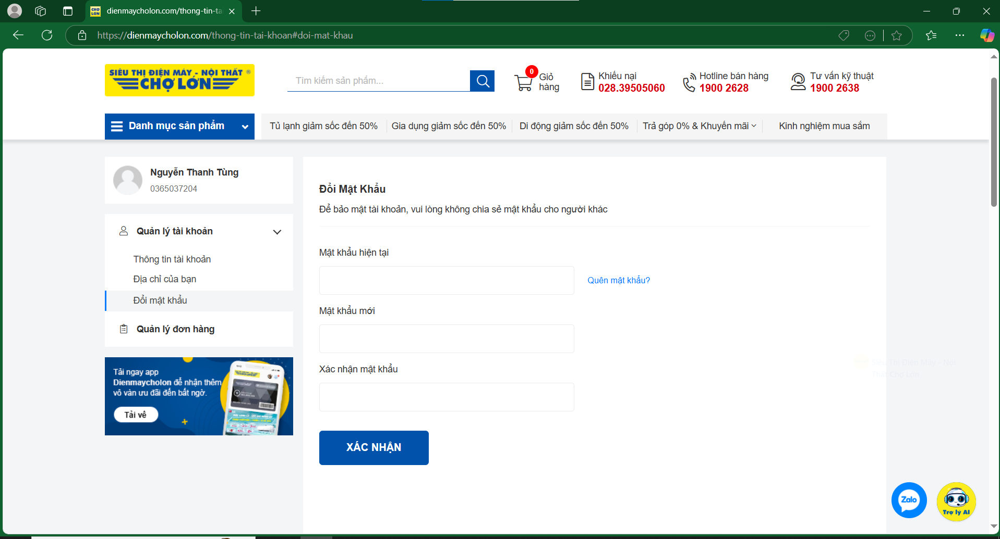 dienmaycholon.com/thong-tin-ta
https://dienmaycholon.com/thong-tin-tai-khoan#doi-mat-khau
SIÊU THỊ ĐIỆN MÁY - NỘI THẤT ®
CHỢ LỚN
Tìm kiếm sản phẩm...
0
Giỏ
hàng
Khiếu nại
028.39505060
Hotline bán hàng
1900 2628
Tư vấn kỹ thuật
1900 2638
Danh mục sản phẩm
Tủ lạnh giảm sốc đến 50%
Gia dụng giảm sốc đến 50%
Di động giảm sốc đến 50%
Trả góp 0% & Khuyến mãi
Kinh nghiệm mua sắm
Nguyễn Thanh Tùng
0365037204
Quản lý tài khoản
Thông tin tài khoản
Địa chỉ của bạn
Đổi mật khẩu
Quản lý đơn hàng
Tải ngay app
Dienmaycholon để nhận thêm
vô vàn ưu đãi đến bất ngờ.
Tải về
Đổi Mật Khẩu
Để bảo mật tài khoản, vui lòng không chia sẻ mật khẩu cho người khác
Mật khẩu hiện tại
Quên mật khẩu?
Mật khẩu mới
Xác nhận mật khẩu
XÁC NHẬN
Siêu Thị Điện Máy - Nội
Thất Chợ Lớn
Zalo
Trợ lý AI